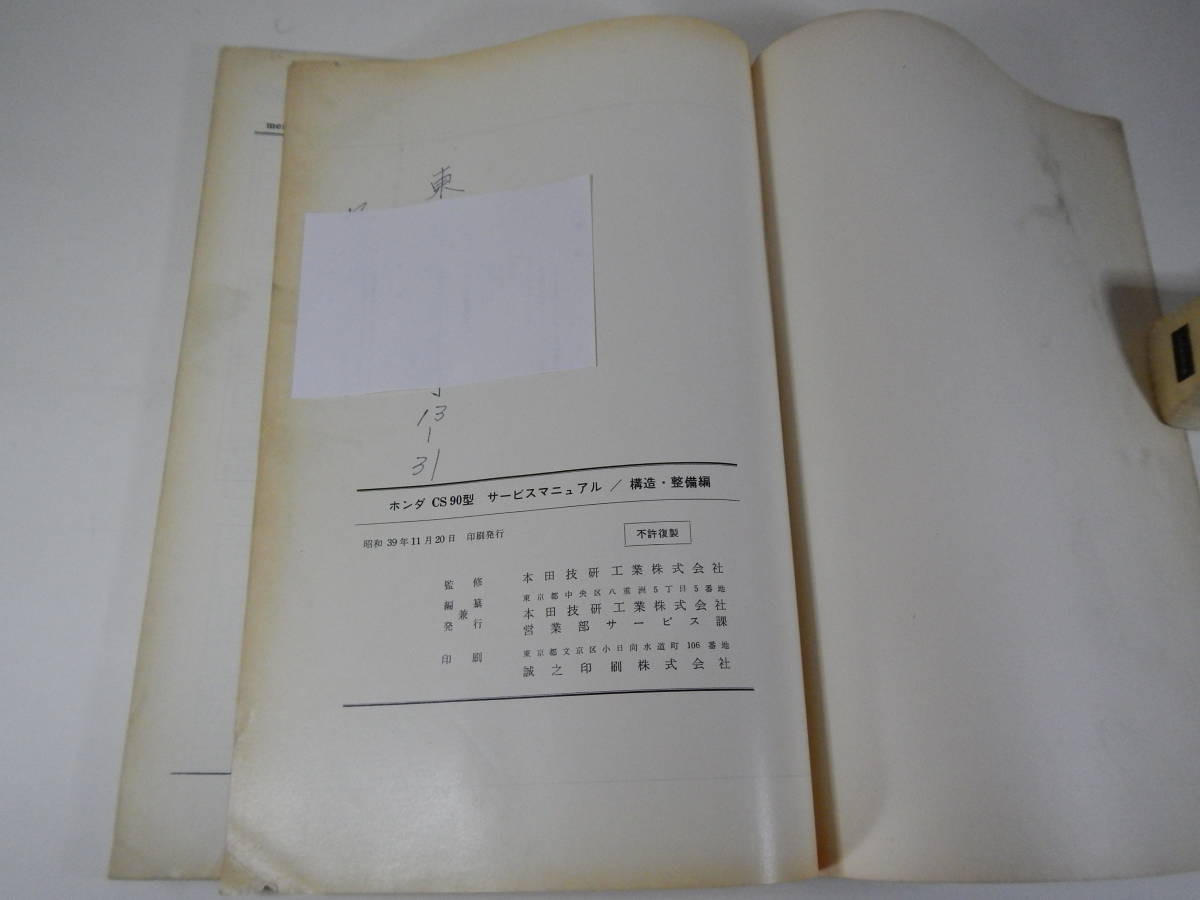 東
13
1
31
ホンダ CS90型 サービスマニュアル / 構造・整備編
昭和 39年11月20日 印刷発行
不許複製
監修 本田技研工業株式会社
東京都中央区八重洲5丁目5番地
編纂兼発行 本田技研工業株式会社
営業部サービス課
東京都文京区小日向水道町 106 番地
印刷 誠之印刷株式会社